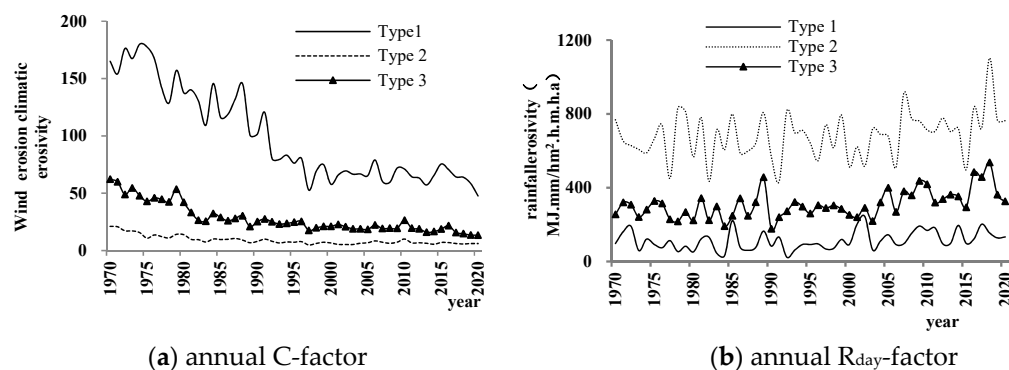 200
150
100
50
0
Wind erosion climatic
erosivity
Type1
Type 2
Type 3
1970
1975
1980
1985
1990
1995
2000
2005
2010
2015
2020
year
(a) annual C-factor
1200
800
400
0
rainfallerosivity（
MJ.mm/hm².h.m.h.a)
Type 1
Type 2
Type 3
1970
1975
1980
1985
1990
1995
2000
2005
2010
2015
2020
year
(b) annual Rday-factor